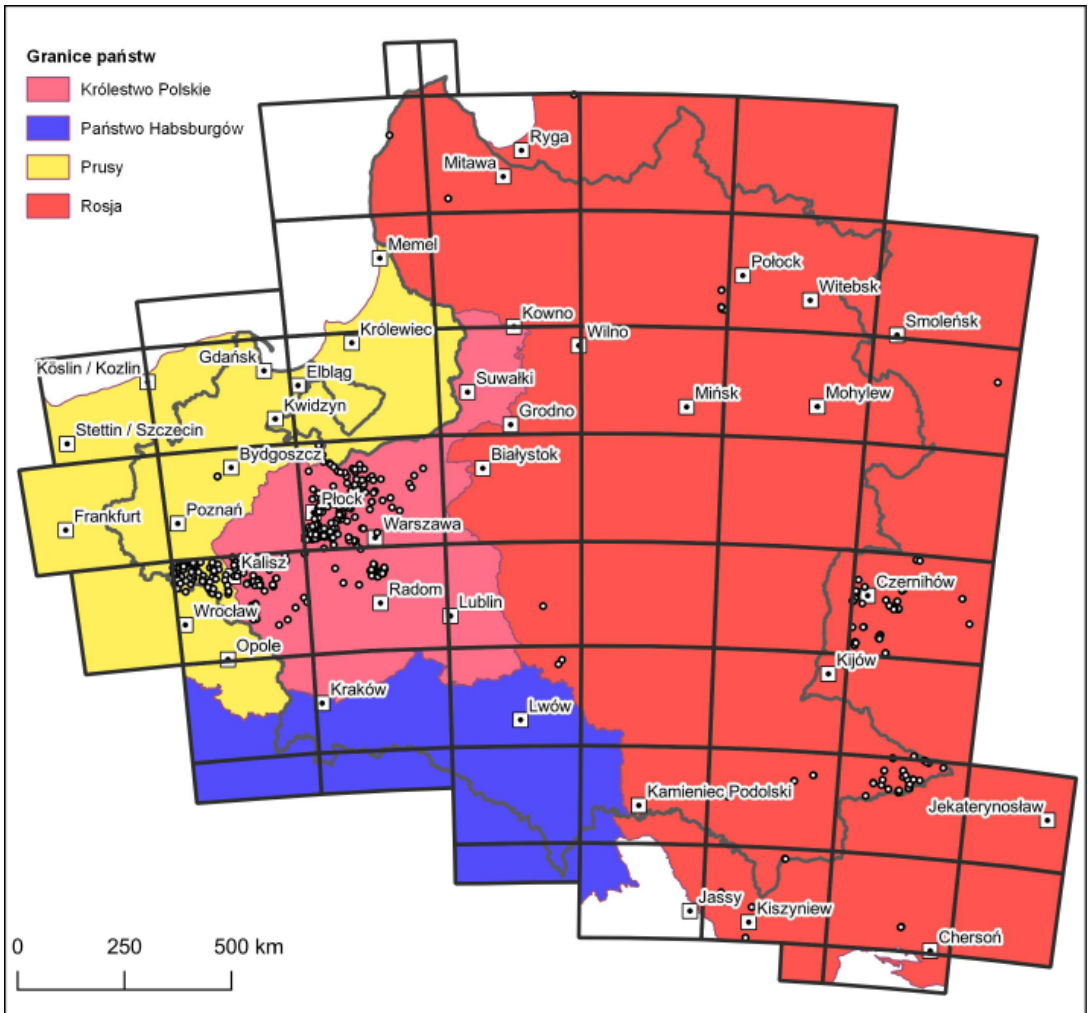 Granice państw
Królestwo Polskie
Państwo Habsburgów
Prusy
Rosja
Ryga
Mitawa
Memel
Połock
Witebsk
Kowno
Smoleńsk
Królewiec
Wilno
Gdańsk
Köslin / Kozlin
Elbląg
Suwałki
Mińsk
Mohylew
Kwidzyn
Grodno
Stettin / Szczecin
Bydgoszcz
Białystok
Płock
Frankfurt
Poznań
Warszawa
Kalisz
Czernihów
Radom
Lublin
Wrocław
Opole
Kijów
Kraków
Lwów
Kamieniec Podolski
Jekaterynosław
Jassy
Kiszyniew
Chersoń
0 250 500 km